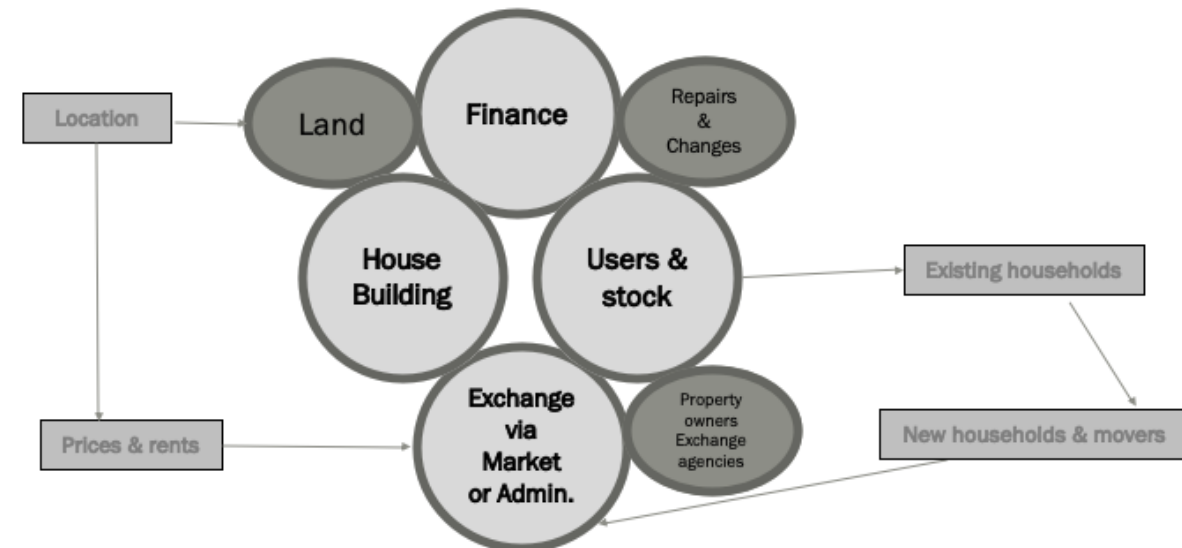 Finance
Repairs
&
Changes
Location
Land
House
Building
Users &
stock
Existing households
Exchange
via
Market
or Admin.
Property
owners
Exchange
agencies
Prices & rents
New households & movers